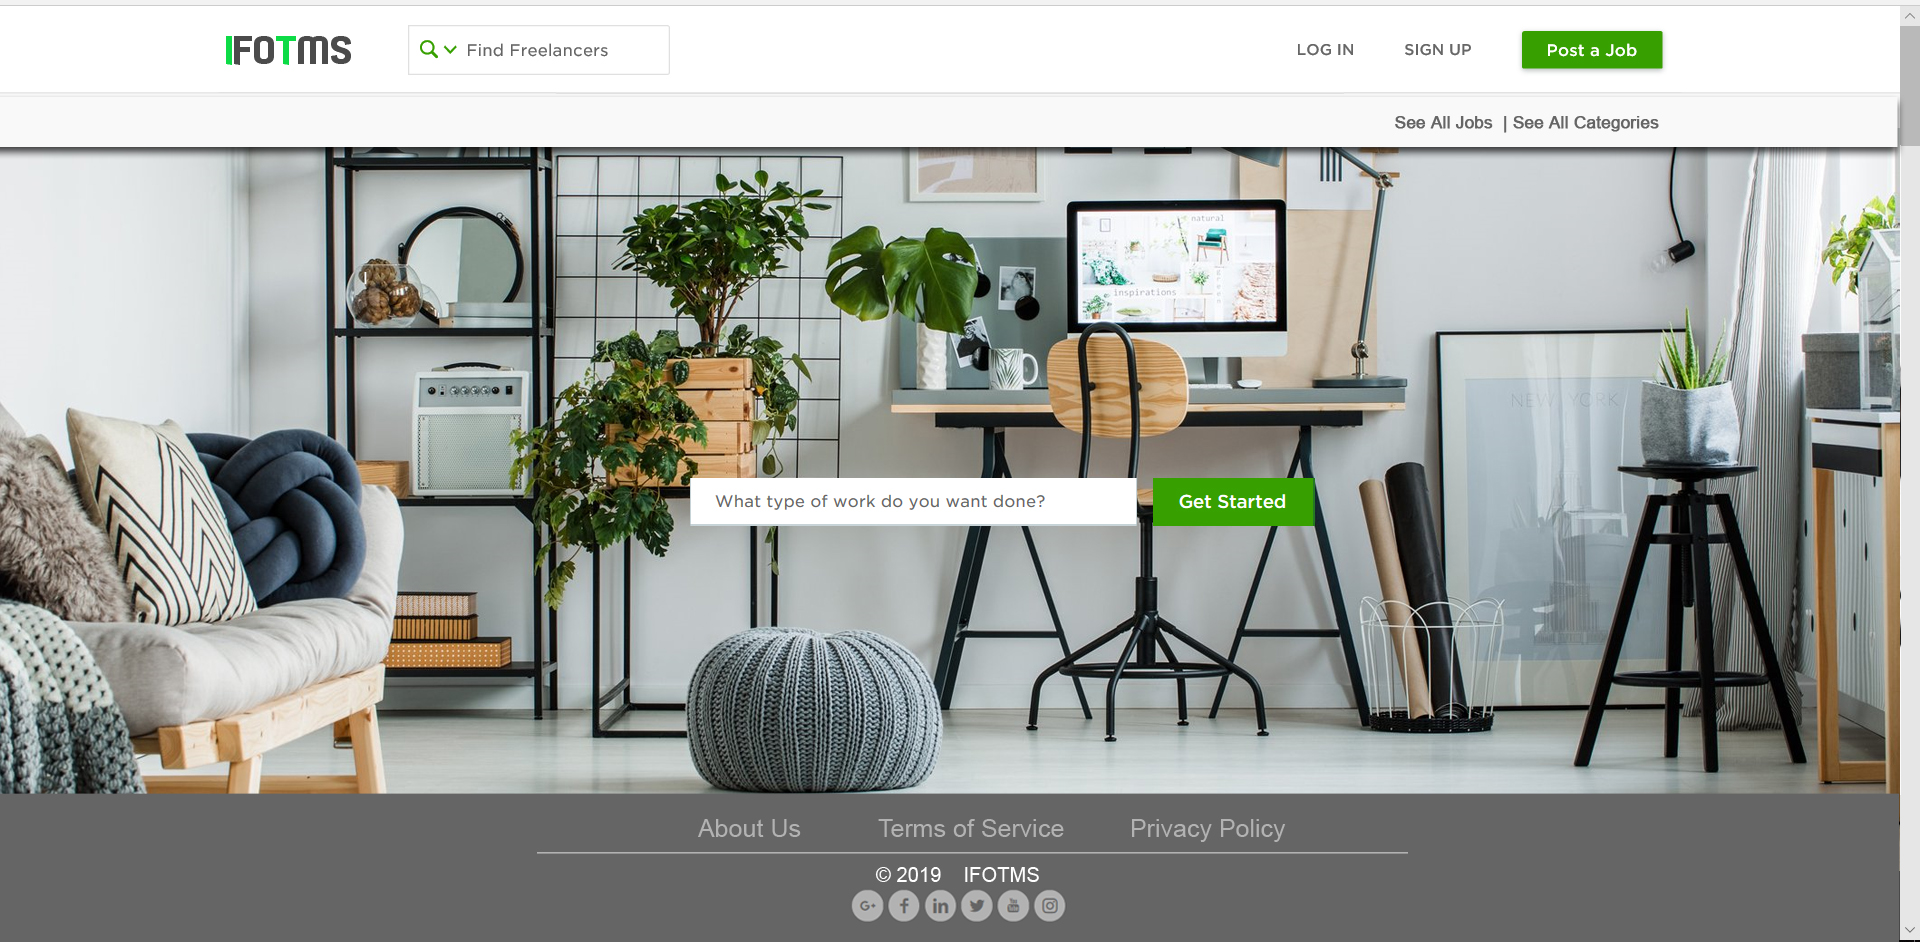 IFOTMS
Find Freelancers
LOG IN
SIGN UP
Post a Job
See All Jobs | See All Categories
natural
inspirations
NEW YORK
What type of work do you want done?
Get Started
About Us
Terms of Service
Privacy Policy
© 2019 IFOTMS